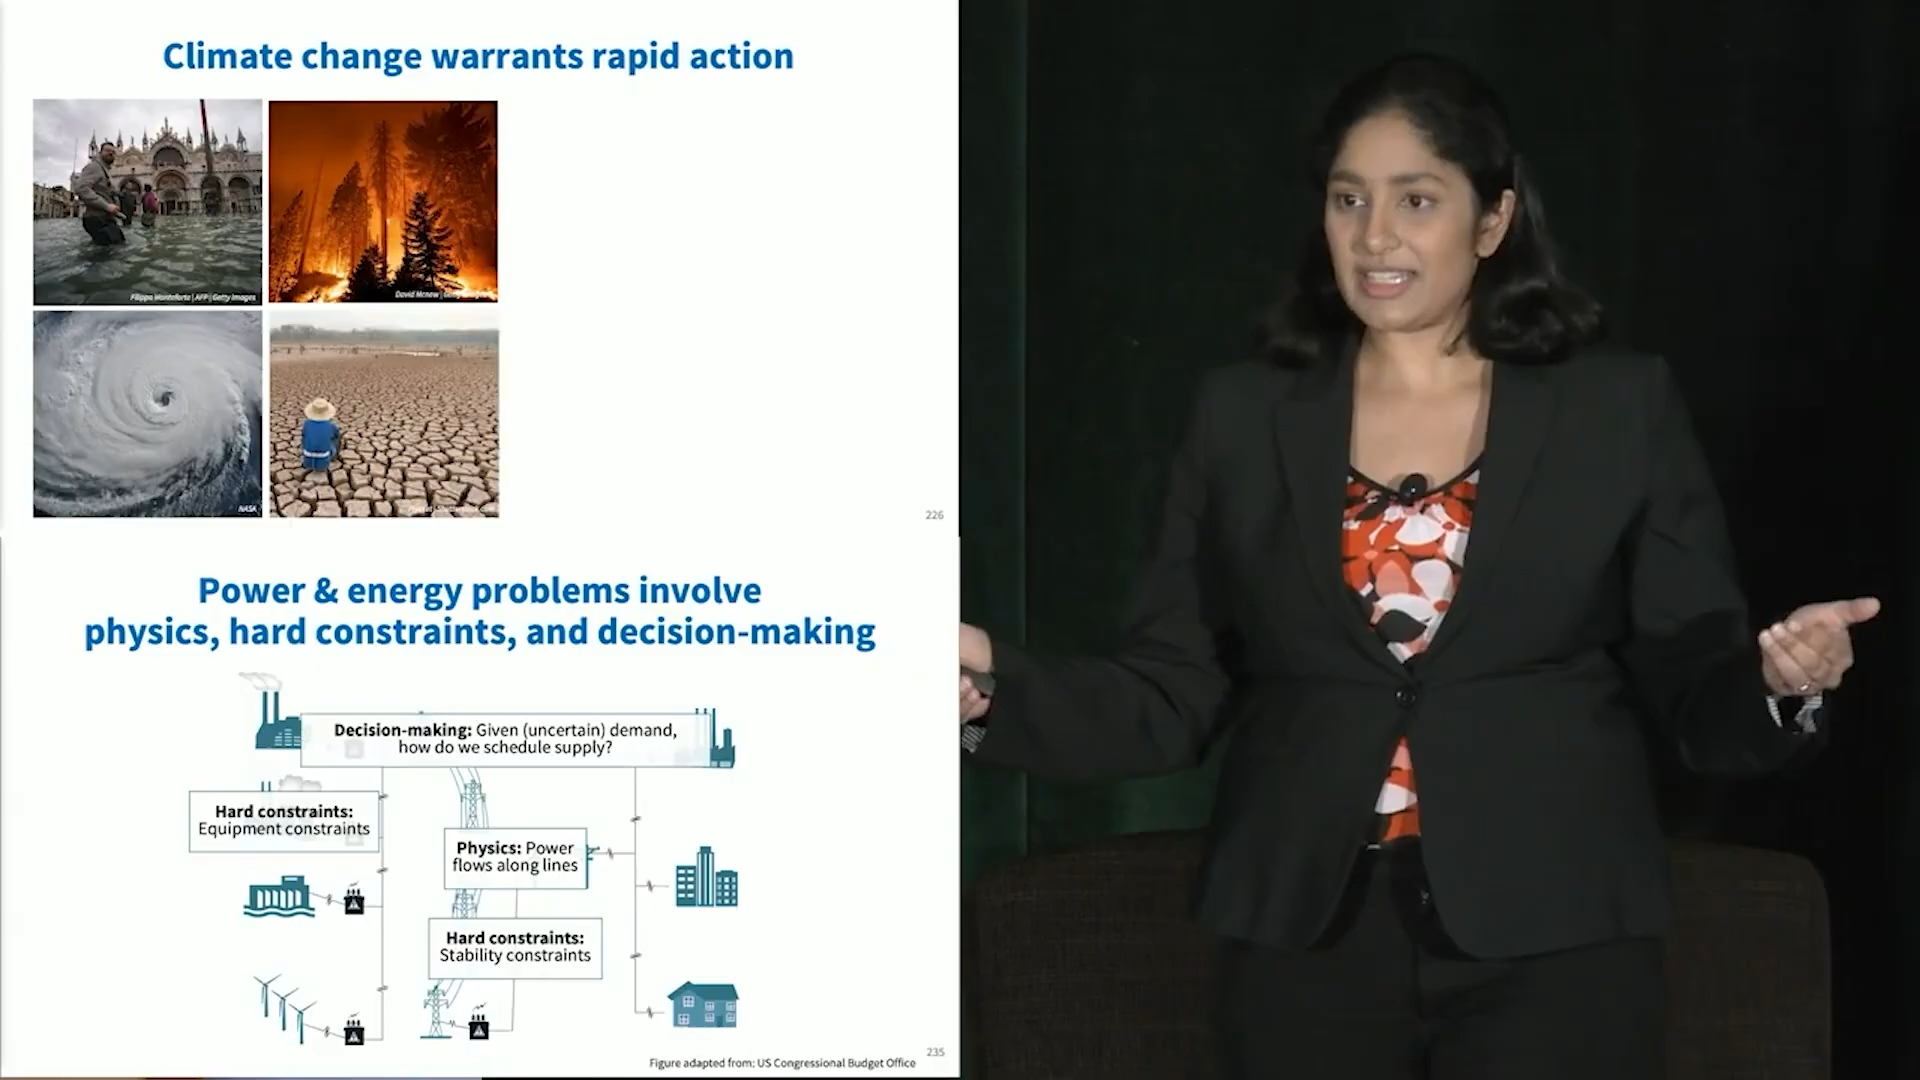 Climate change warrants rapid action
Filippo Monteforte | AFP | Getty Images
David Mcnew |
NASA
226
Power & energy problems involve
physics, hard constraints, and decision-making
Decision-making: Given (uncertain) demand,
how do we schedule supply?
Hard constraints:
Equipment constraints
Physics: Power
flows along lines
Hard constraints:
Stability constraints
235
Figure adapted from: US Congressional Budget Office